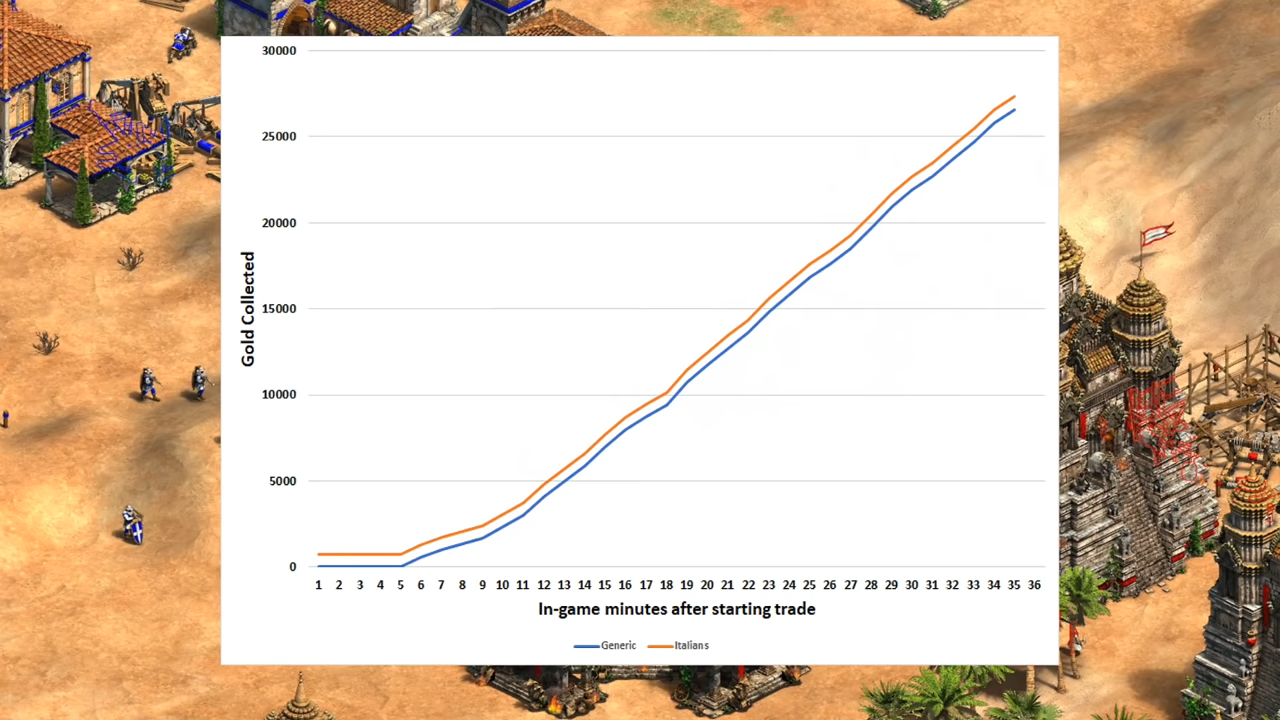 30000
25000
20000
15000
10000
5000
0
Gold Collected
1 2 3 4 5 6 7 8 9 10 11 12 13 14 15 16 17 18 19 20 21 22 23 24 25 26 27 28 29 30 31 32 33 34 35 36
In-game minutes after starting trade
Generic Italians